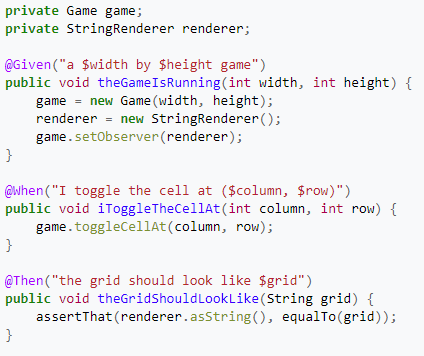 private Game game;
private StringRenderer renderer;

@Given("a $width by $height game")
public void theGameIsRunning(int width, int height) {
    game = new Game(width, height);
    renderer = new StringRenderer();
    game.setObserver(renderer);
}

@When("I toggle the cell at ($column, $row)")
public void iToggleTheCellAt(int column, int row) {
    game.toggleCellAt(column, row);
}

@Then("the grid should look like $grid")
public void theGridShouldLookLike(String grid) {
    assertThat(renderer.asString(), equalTo(grid));
}